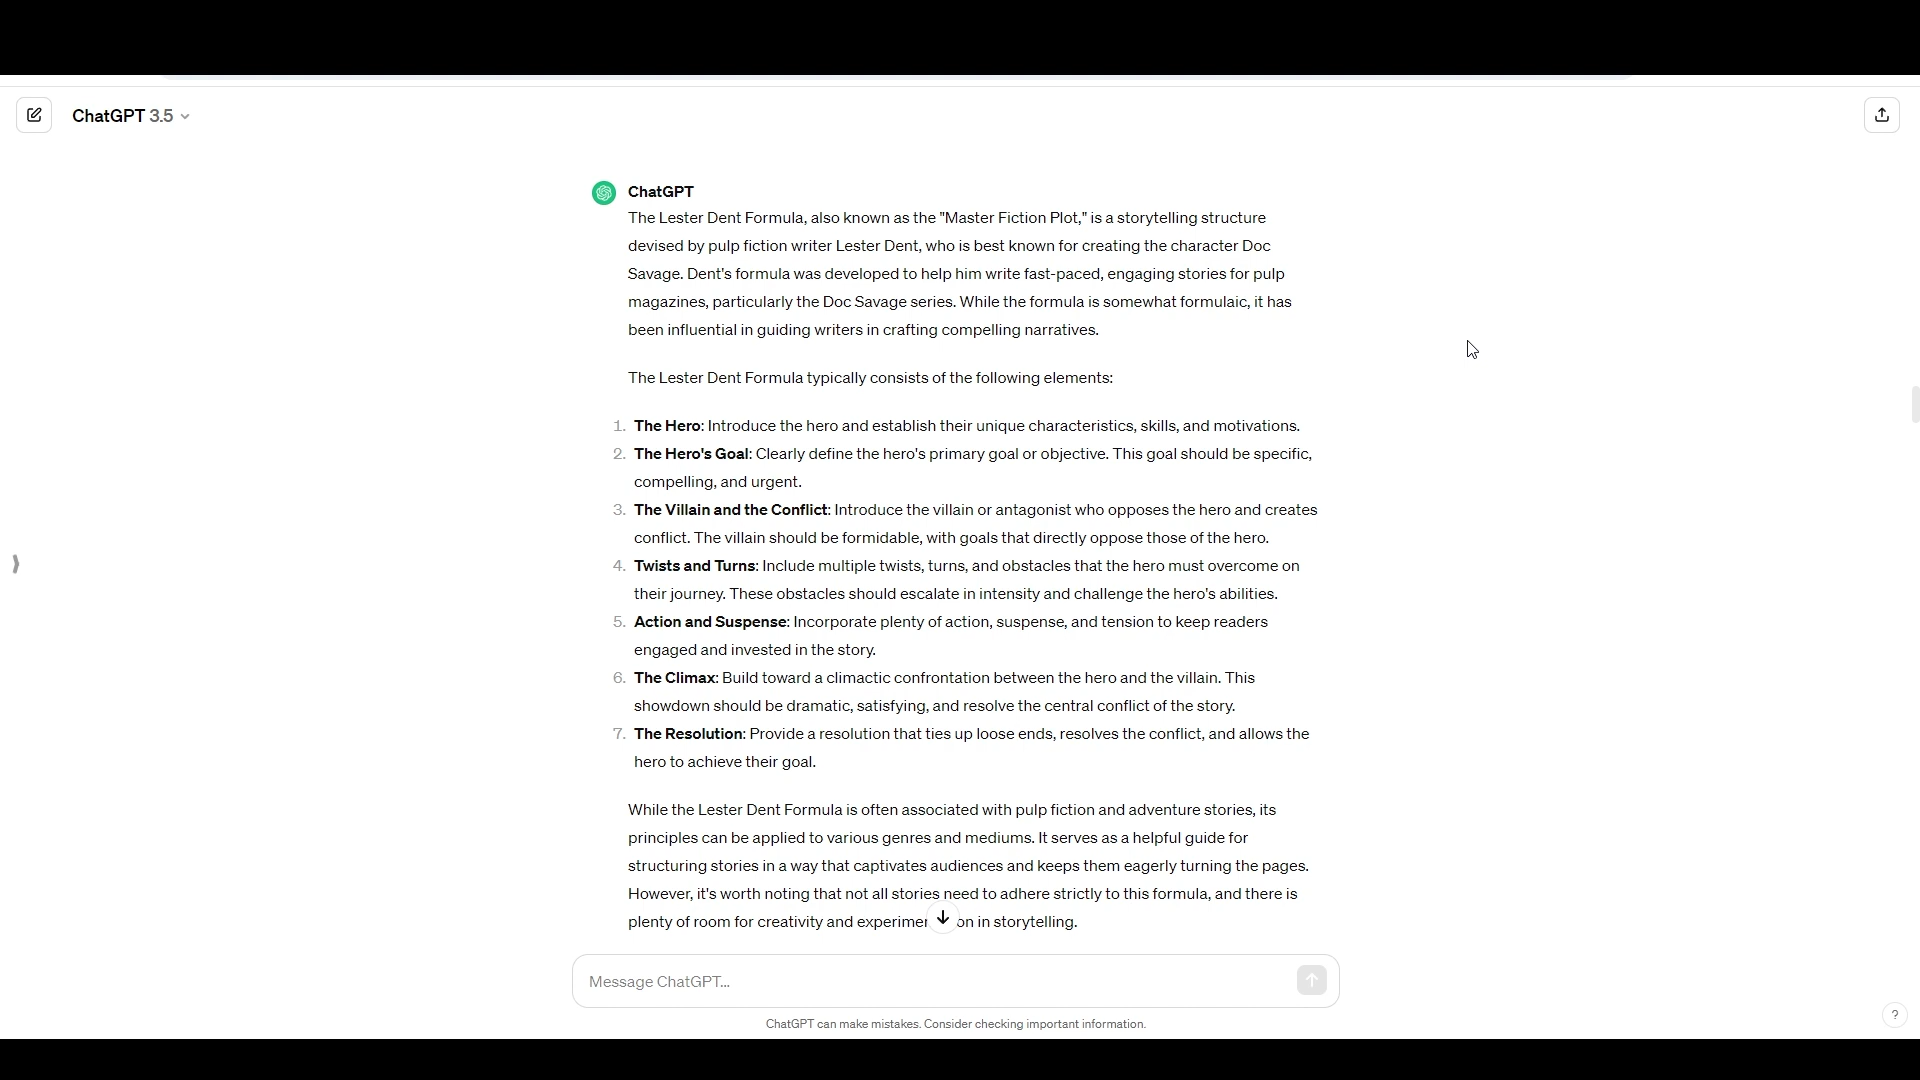 ChatGPT 3.5
ChatGPT
The Lester Dent Formula, also known as the "Master Fiction Plot," is a storytelling structure
devised by pulp fiction writer Lester Dent, who is best known for creating the character Doc
Savage. Dent's formula was developed to help him write fast-paced, engaging stories for pulp
magazines, particularly the Doc Savage series. While the formula is somewhat formulaic, it has
been influential in guiding writers in crafting compelling narratives.
The Lester Dent Formula typically consists of the following elements:
1. The Hero: Introduce the hero and establish their unique characteristics, skills, and motivations.
2. The Hero's Goal: Clearly define the hero's primary goal or objective. This goal should be specific,
compelling, and urgent.
3. The Villain and the Conflict: Introduce the villain or antagonist who opposes the hero and creates
conflict. The villain should be formidable, with goals that directly oppose those of the hero.
4. Twists and Turns: Include multiple twists, turns, and obstacles that the hero must overcome on
their journey. These obstacles should escalate in intensity and challenge the hero's abilities.
5. Action and Suspense: Incorporate plenty of action, suspense, and tension to keep readers
engaged and invested in the story.
6. The Climax: Build toward a climactic confrontation between the hero and the villain. This
showdown should be dramatic, satisfying, and resolve the central conflict of the story.
7. The Resolution: Provide a resolution that ties up loose ends, resolves the conflict, and allows the
hero to achieve their goal.
While the Lester Dent Formula is often associated with pulp fiction and adventure stories, its
principles can be applied to various genres and mediums. It serves as a helpful guide for
structuring stories in a way that captivates audiences and keeps them eagerly turning the pages.
However, it's worth noting that not all stories need to adhere strictly to this formula, and there is
plenty of room for creativity and experimen on in storytelling.
Message ChatGPT...
ChatGPT can make mistakes. Consider checking important information.
?